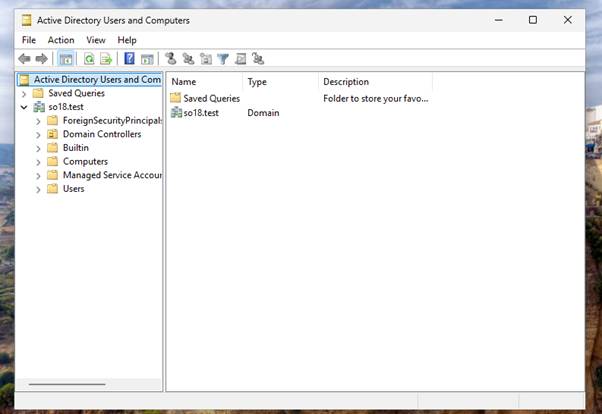 Active Directory Users and Computers
File Action View Help
Active Directory Users and Com
Saved Queries
so18.test
ForeignSecurityPrincipals
Domain Controllers
Builtin
Computers
Managed Service Accour
Users
Name Type Description
Saved Queries Folder to store your favo...
so18.test Domain